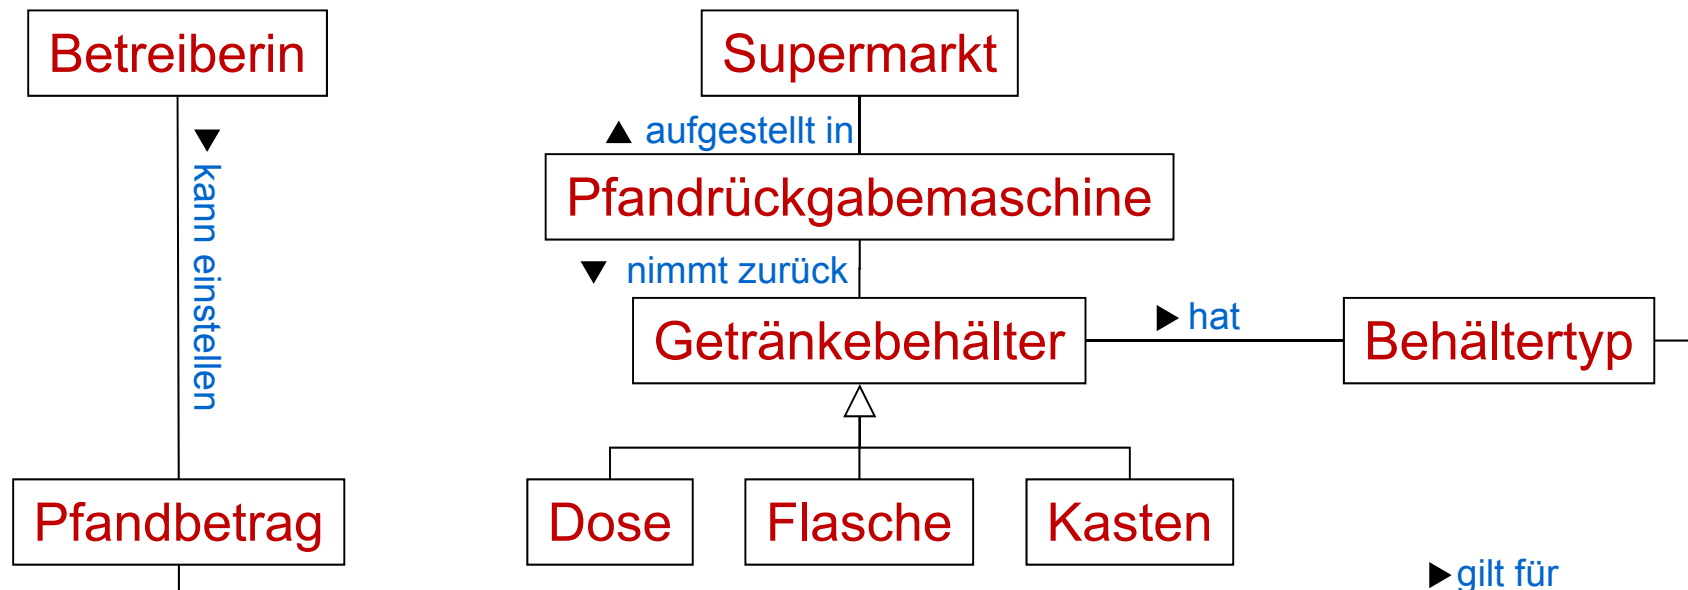 Betreiberin
Supermarkt
▲ aufgestellt in
▼ kann einstellen
Pfandrückgabemaschine
▼ nimmt zurück
Getränkebehälter
▶ hat
Behältertyp
Pfandbetrag
Dose
Flasche
Kasten
▶ gilt für